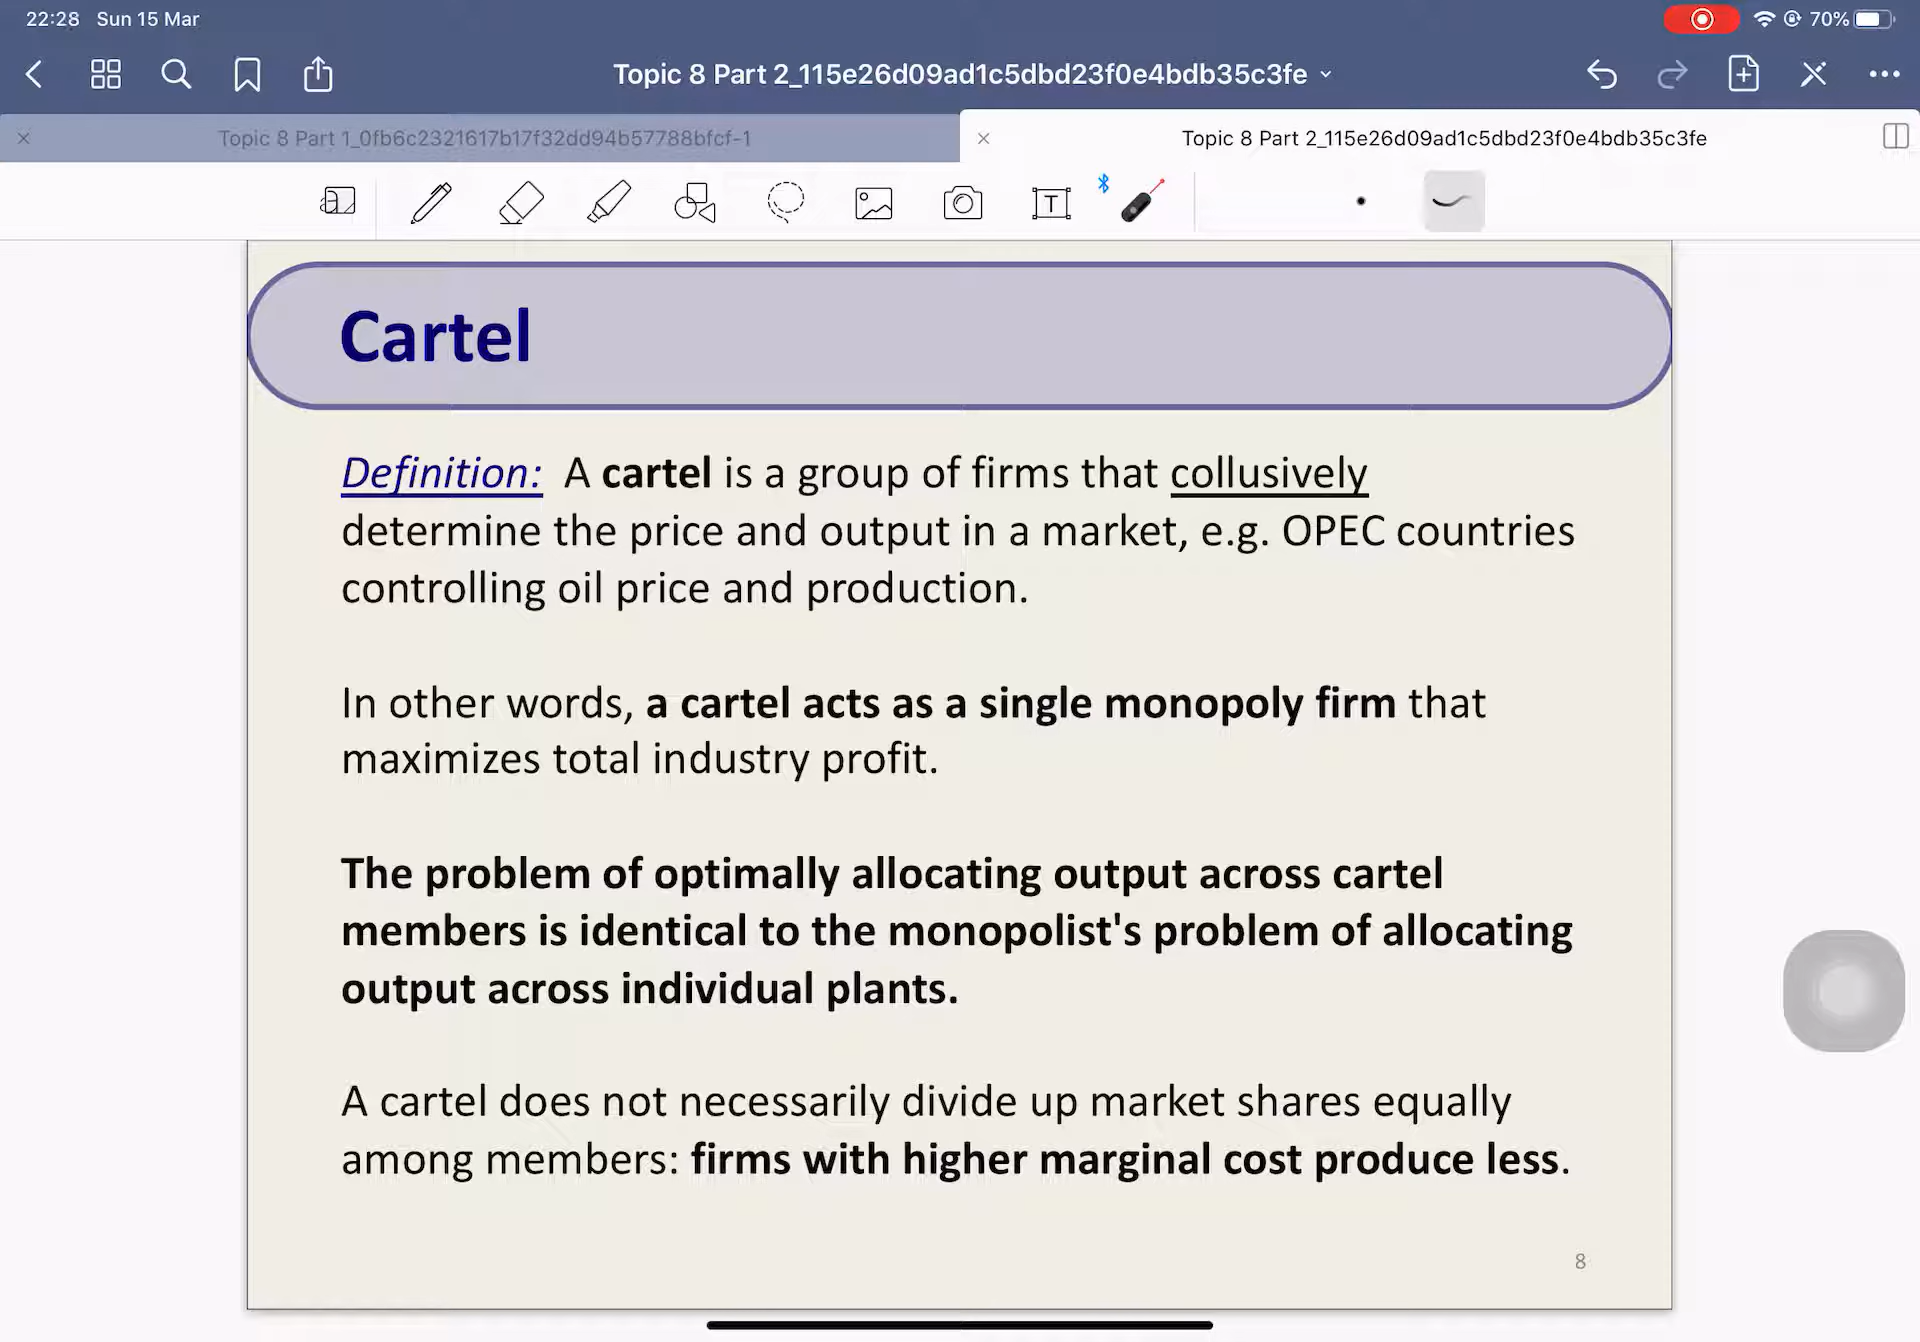 22:28 Sun 15 Mar
70%
Topic 8 Part 2_115e26d09ad1c5dbd23f0e4bdb35c3fe
Topic 8 Part 1_0fb6c2321617b17f32dd94b57788bfcf-1
Topic 8 Part 2_115e26d09ad1c5dbd23f0e4bdb35c3fe
Cartel
Definition: A cartel is a group of firms that collusively
determine the price and output in a market, e.g. OPEC countries
controlling oil price and production.
In other words, a cartel acts as a single monopoly firm that
maximizes total industry profit.
The problem of optimally allocating output across cartel
members is identical to the monopolist's problem of allocating
output across individual plants.
A cartel does not necessarily divide up market shares equally
among members: firms with higher marginal cost produce less.
8